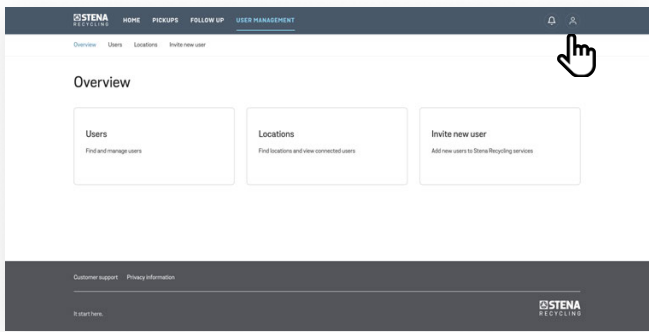 STENA HOME PICKUPS FOLLOW UP USER MANAGEMENT
RECYCLING
Overview Users Locations Invite new user
Overview
Users Locations Invite new user
Find and manage users Find locations and view connected users Add new users to Stena Recycling services
Customer support Privacy information
It start here.
STENA
RECYCLING